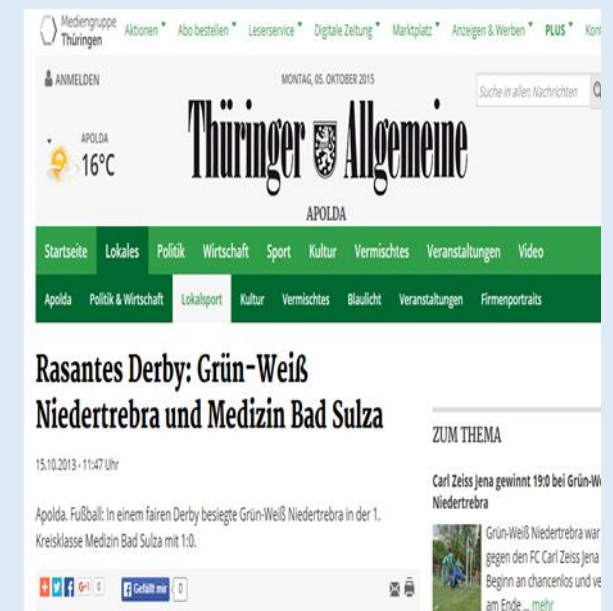 Mediengruppe
Thüringen
Aktionen Abo bestellen Leserservice Digitale Zeitung Marktplatz Anzeigen & Werben PLUS
ANMELDEN
MONTAG, 05. OKTOBER 2015
Suche in allen Nachrichten
APOLDA
16°C
Thüringer Allgemeine
APOLDA
Startseite Lokales Politik Wirtschaft Sport Kultur Vermischtes Veranstaltungen Video
Apolda Politik & Wirtschaft Lokalsport Kultur Vermischtes Blaulicht Veranstaltungen Firmenportraits
Rasantes Derby: Grün-Weiß
Niedertrebra und Medizin Bad Sulza
15.10.2013 - 11:47 Uhr
Apolda. Fußball: In einem fairen Derby besiegte Grün-Weiß Niedertrebra in der 1.
Kreisklasse Medizin Bad Sulza mit 1:0.
G+1 0 Gefällt mir 0
ZUM THEMA
Carl Zeiss Jena gewinnt 19:0 bei Grün-We
Niedertrebra
Grün-Weiß Niedertrebra war
gegen den FC Carl Zeiss Jena
Beginn an chancenlos und ve
am Ende ... mehr